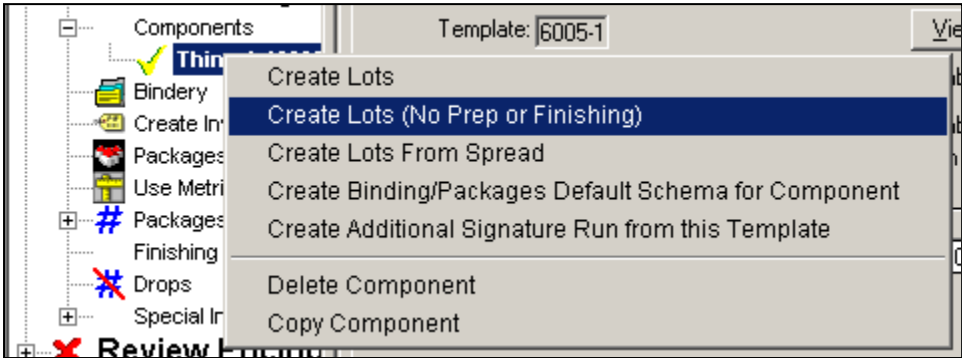 Components
Template: 6005-1
Create Lots
Bindery
Create Lots (No Prep or Finishing)
Create Lots From Spread
Packages
Create Binding/Packages Default Schema for Component
Use Metri
Packages
Create Additional Signature Run from this Template
Finishing
Drops
Delete Component
Special
Copy Component
Review